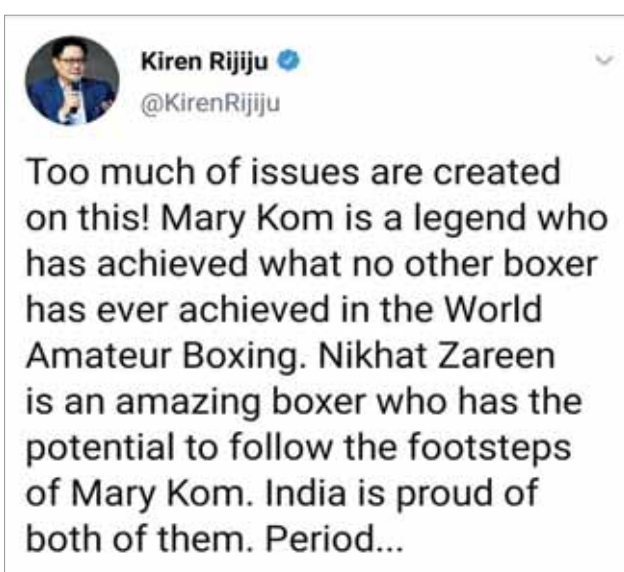 Kiren Rijiju
@KirenRijiju
Too much of issues are created
on this! Mary Kom is a legend who
has achieved what no other boxer
has ever achieved in the World
Amateur Boxing. Nikhat Zareen
is an amazing boxer who has the
potential to follow the footsteps
of Mary Kom. India is proud of
both of them. Period...